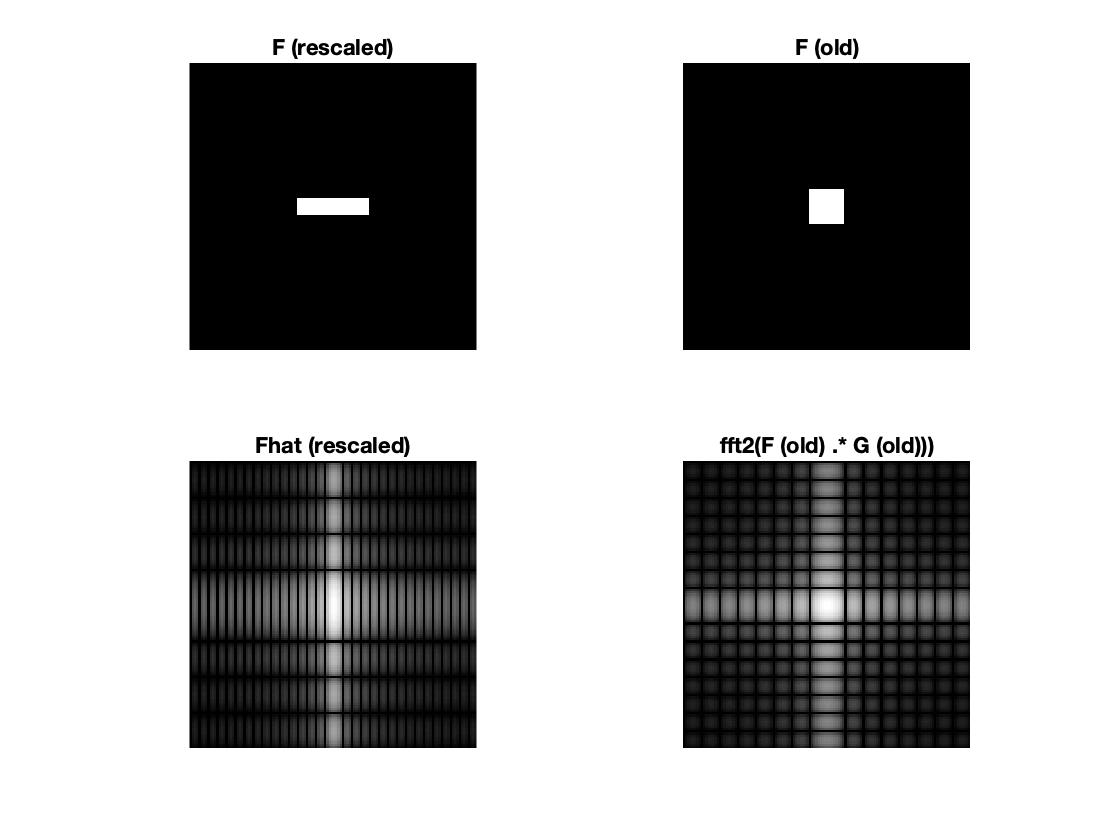 F (rescaled)
F (old)
Fhat (rescaled)
fft2(F (old) .* G (old)))